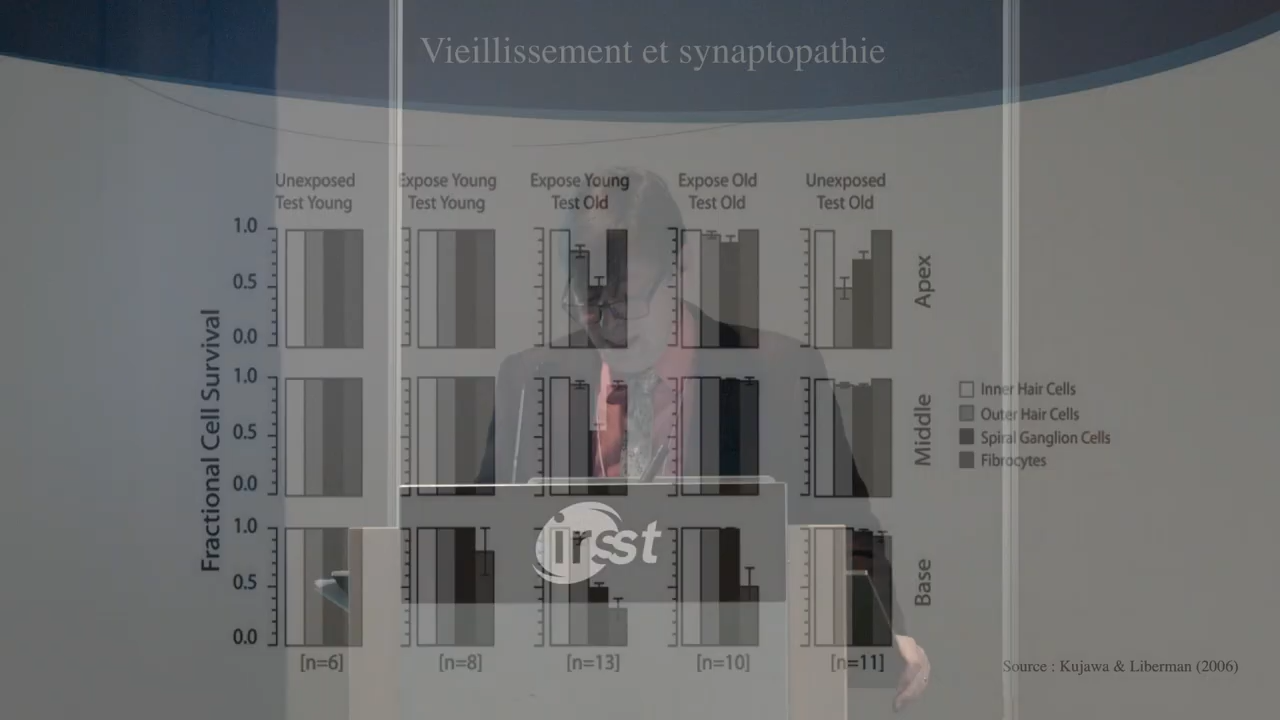 Vieillissement et synaptopathie
Unexposed Expose Young Expose Young Expose Old Unexposed
Test Young Test Young Test Old Test Old Test Old
Fractional Cell Survival
1.0
0.5
0.0
Apex
1.0
0.5
0.0
Middle
Inner Hair Cells
Outer Hair Cells
Spiral Ganglion Cells
Fibrocytes
1.0
0.5
0.0
Base
irsst
[n=6] [n=8] [n=13] [n=10] [n=11]
Source : Kujawa & Liberman (2006)